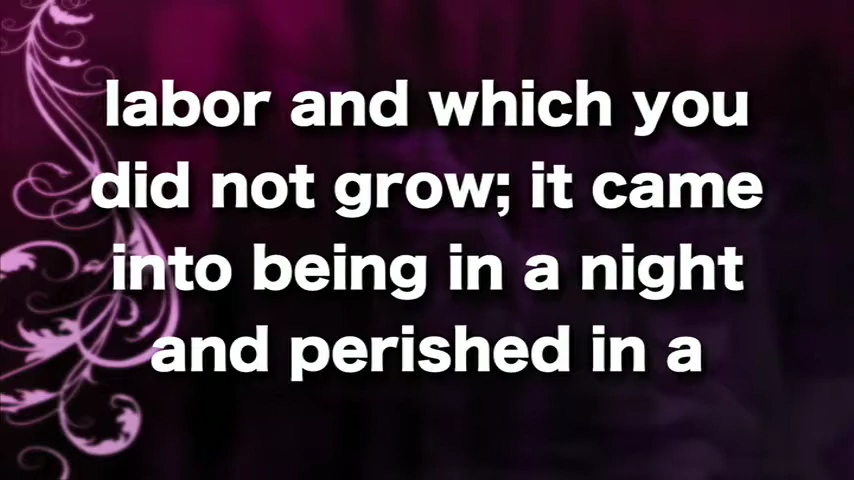 labor and which you
did not grow; it came
into being in a night
and perished in a